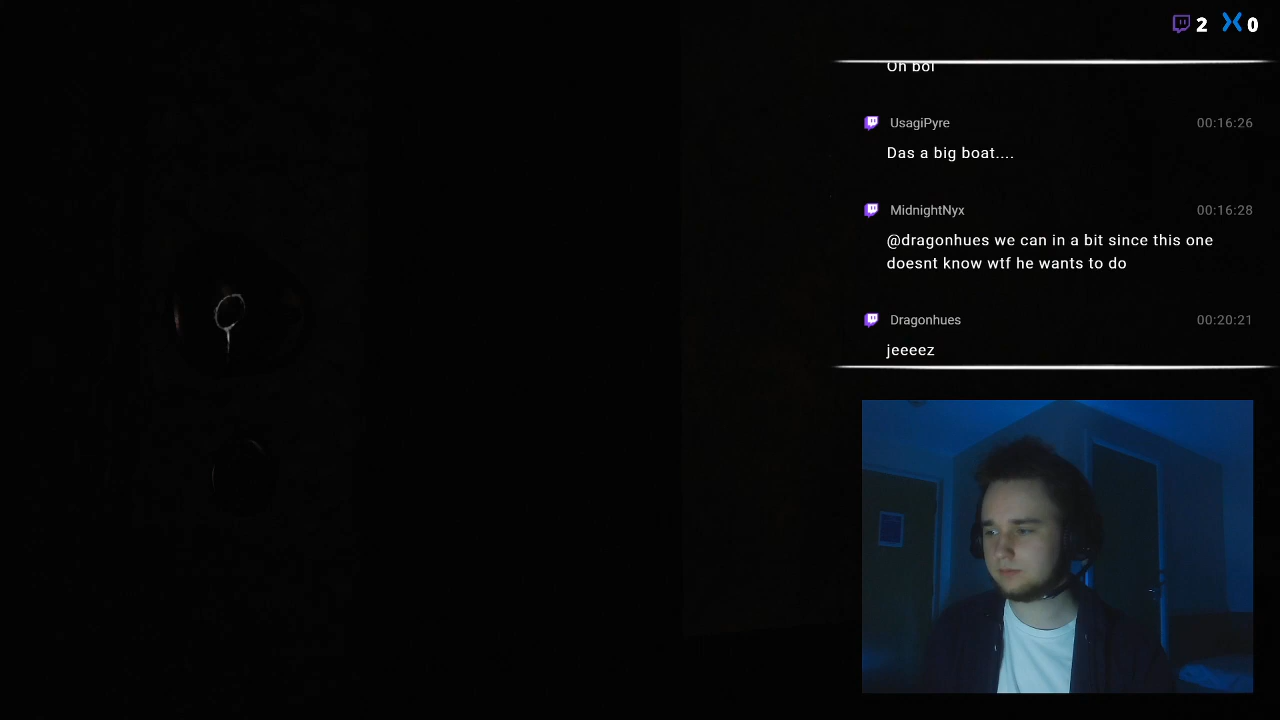 2 0
Oh boi
UsagiPyre 00:16:26
Das a big boat....
MidnightNyx 00:16:28
@dragonhues we can in a bit since this one
doesnt know wtf he wants to do
Dragonhues 00:20:21
jeeeez